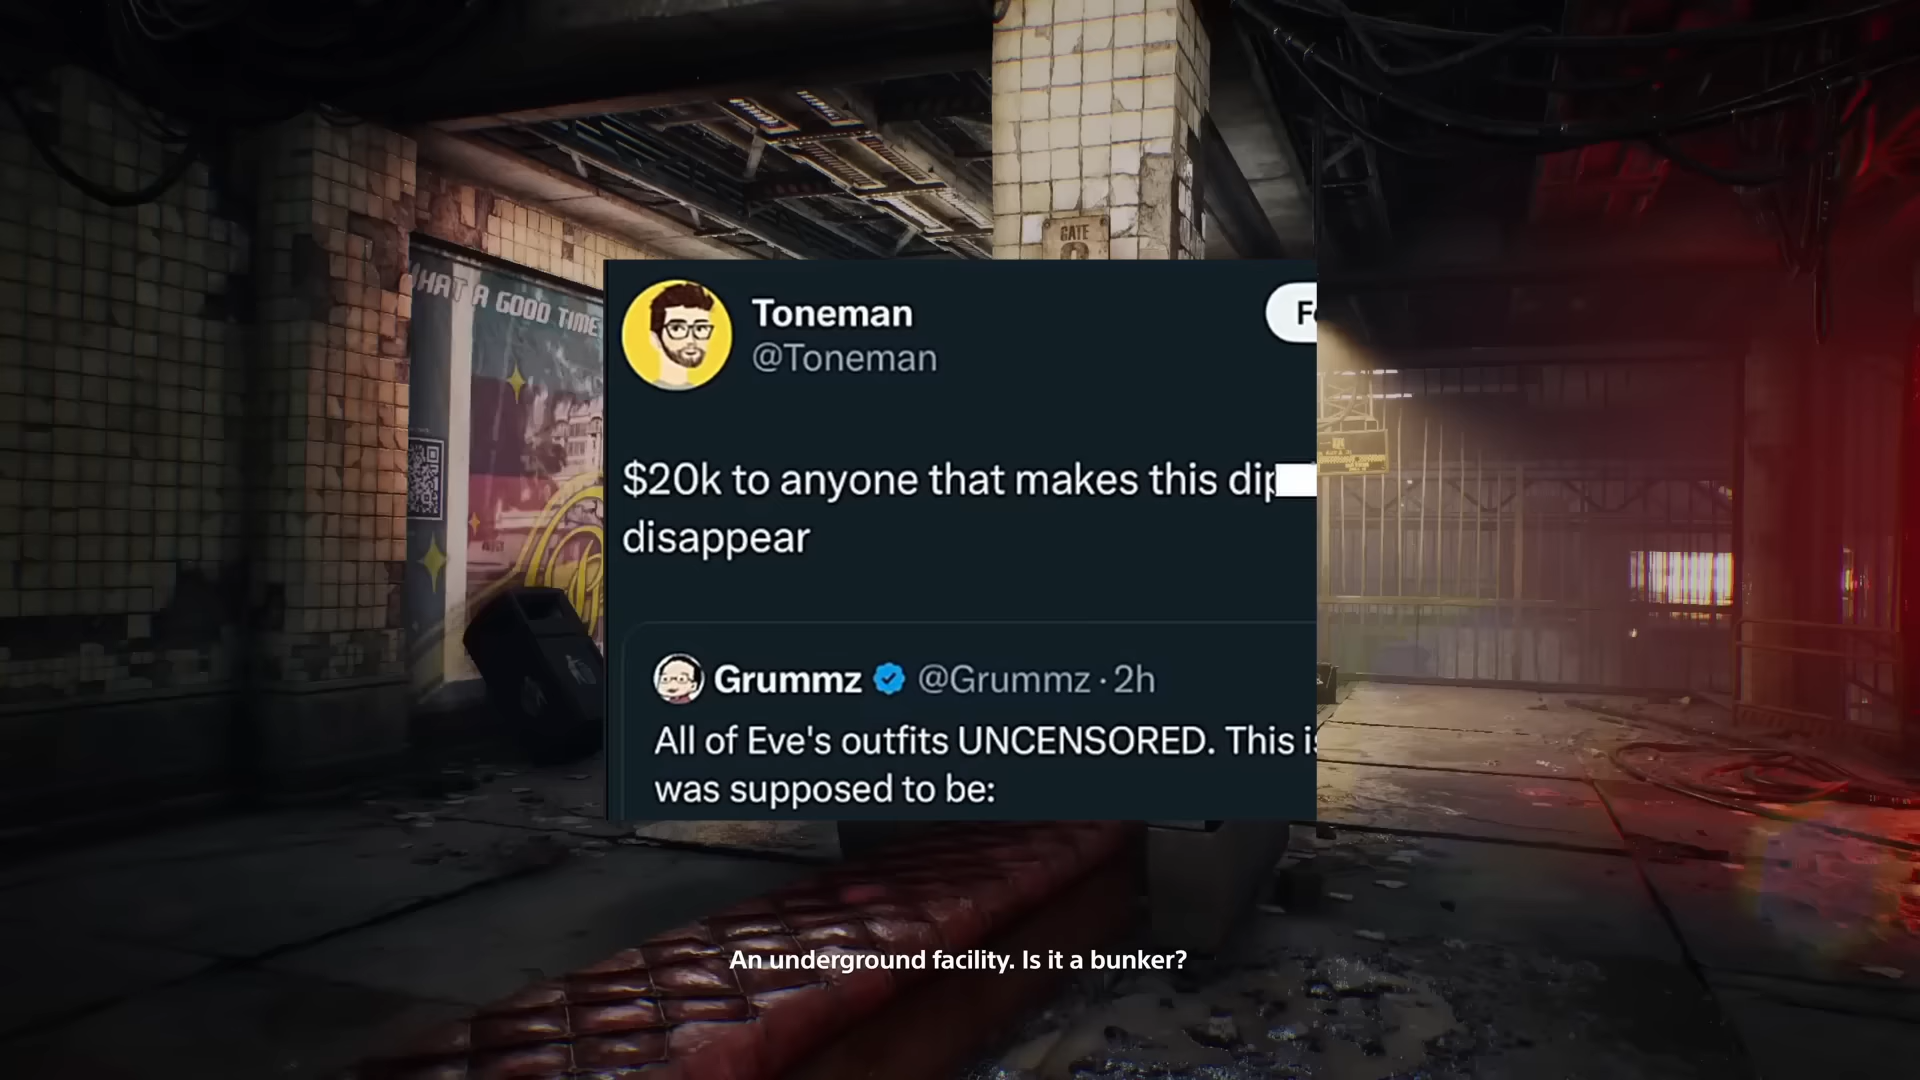 GATE
WHAT A GOOD TIME
Toneman
@Toneman
$20k to anyone that makes this dip
disappear
Grummz @Grummz · 2h
All of Eve's outfits UNCENSORED. This is
was supposed to be:
An underground facility. Is it a bunker?